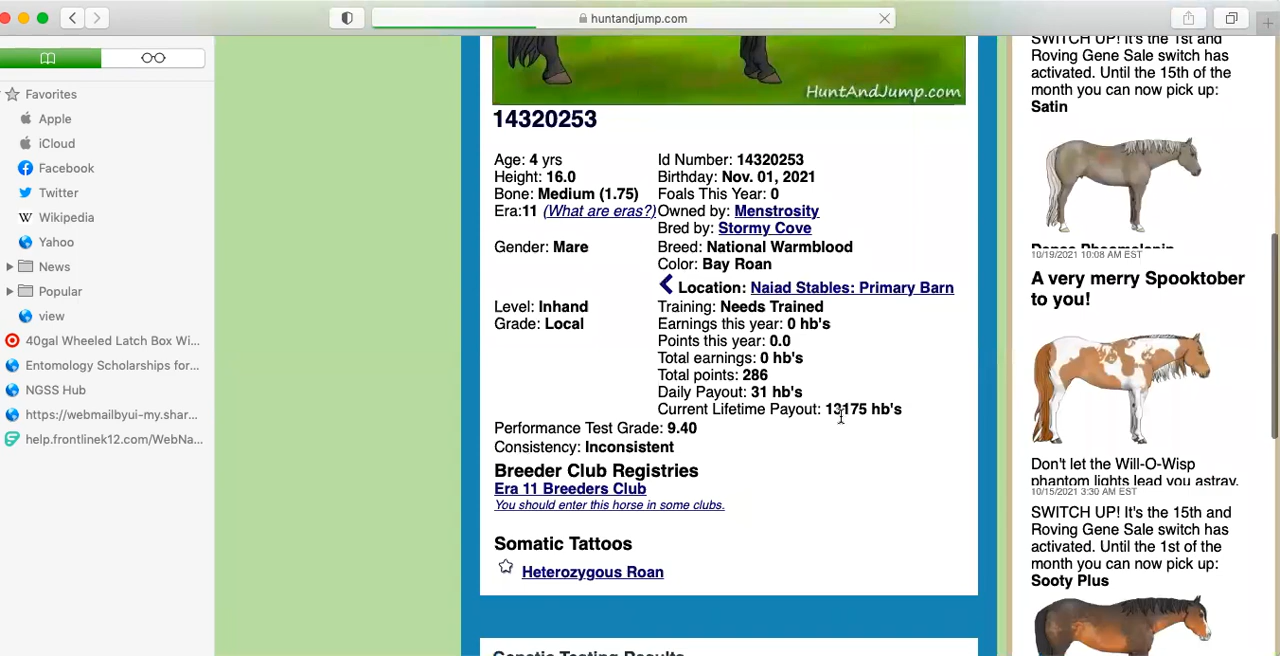 huntandjump.com
Favorites
Apple
iCloud
Facebook
Twitter
W Wikipedia
Yahoo
News
Popular
view
40gal Wheeled Latch Box Wi...
Entomology Scholarships for...
NGSS Hub
https://webmailbyui-my.shar...
help.frontlinek12.com/WebNa...
HuntAndJump.com
14320253
Age: 4 yrs
Height: 16.0
Bone: Medium (1.75)
Era:11 (What are eras?)
Gender: Mare
Level: Inhand
Grade: Local
Id Number: 14320253
Birthday: Nov. 01, 2021
Foals This Year: 0
Owned by: Menstrosity
Bred by: Stormy Cove
Breed: National Warmblood
Color: Bay Roan
Location: Naiad Stables: Primary Barn
Training: Needs Trained
Earnings this year: 0 hb's
Points this year: 0.0
Total earnings: 0 hb's
Total points: 286
Daily Payout: 31 hb's
Current Lifetime Payout: 13175 hb's
Performance Test Grade: 9.40
Consistency: Inconsistent
Breeder Club Registries
Era 11 Breeders Club
You should enter this horse in some clubs.
Somatic Tattoos
Heterozygous Roan
Genetic Testing Results
SWITCH UP! It's the 1st and
Roving Gene Sale switch has
activated. Until the 15th of the
month you can now pick up:
Satin
10/19/2021 10:08 AM EST
A very merry Spooktober
to you!
Don't let the Will-O-Wisp
phantom lights lead you astray.
10/15/2021 3:30 AM EST
SWITCH UP! It's the 15th and
Roving Gene Sale switch has
activated. Until the 1st of the
month you can now pick up:
Sooty Plus